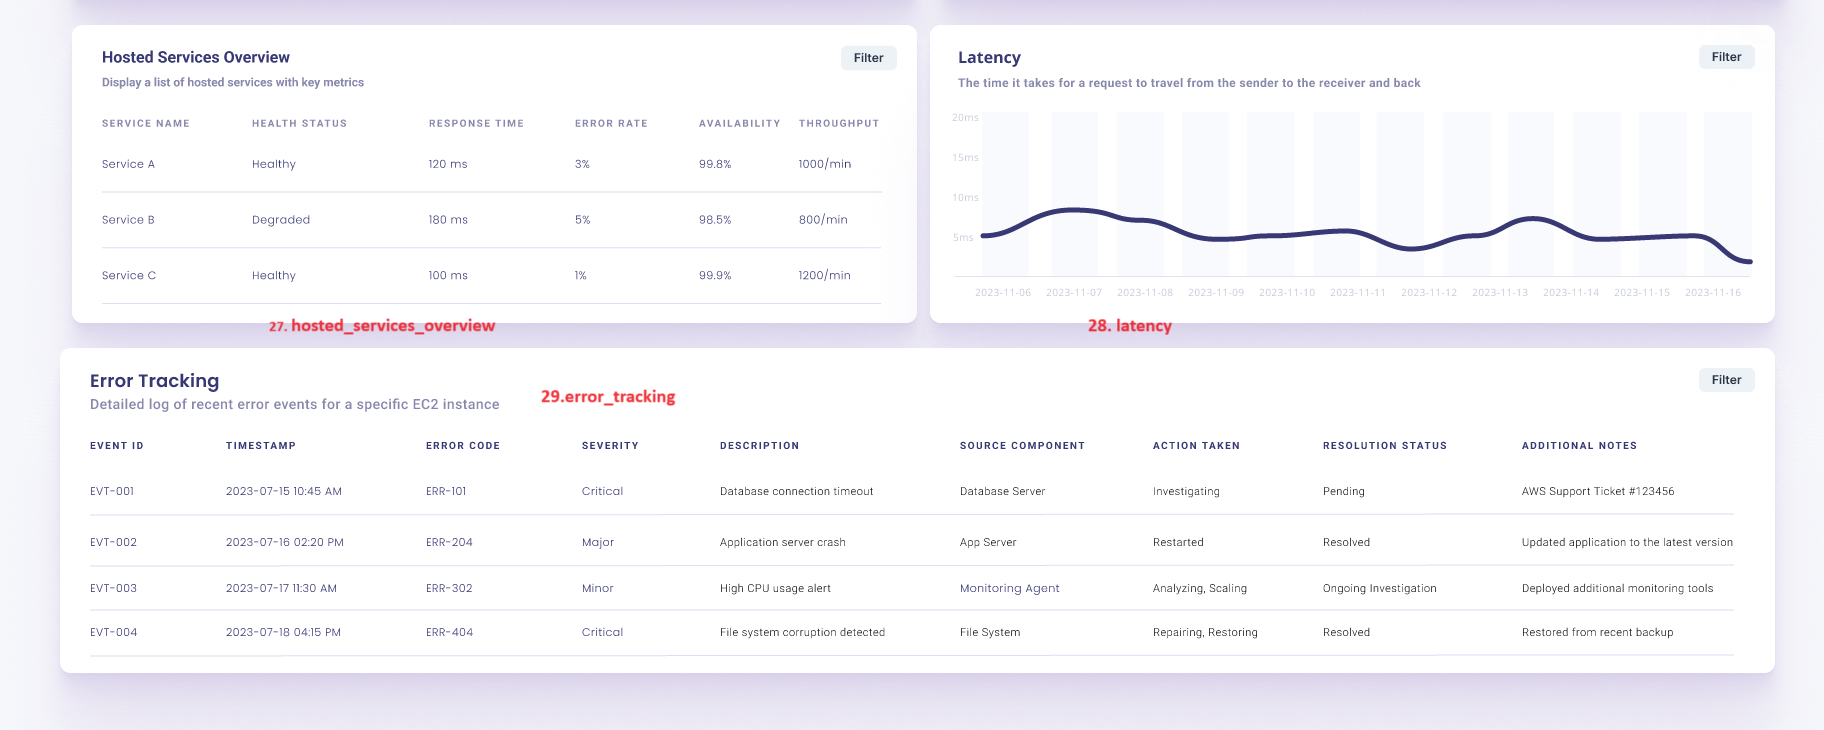 Hosted Services Overview
Filter
Display a list of hosted services with key metrics
SERVICE NAME HEALTH STATUS RESPONSE TIME ERROR RATE AVAILABILITY THROUGHPUT
Service A Healthy 120 ms 3% 99.8% 1000/min
Service B Degraded 180 ms 5% 98.5% 800/min
Service C Healthy 100 ms 1% 99.9% 1200/min
27. hosted_services_overview
Latency
Filter
The time it takes for a request to travel from the sender to the receiver and back
20ms
15ms
10ms
5ms
2023-11-06 2023-11-07 2023-11-08 2023-11-09 2023-11-10 2023-11-11 2023-11-12 2023-11-13 2023-11-14 2023-11-15 2023-11-16
28. latency
Error Tracking
Filter
Detailed log of recent error events for a specific EC2 instance
29.error_tracking
EVENT ID TIMESTAMP ERROR CODE SEVERITY DESCRIPTION SOURCE COMPONENT ACTION TAKEN RESOLUTION STATUS ADDITIONAL NOTES
EVT-001 2023-07-15 10:45 AM ERR-101 Critical Database connection timeout Database Server Investigating Pending AWS Support Ticket #123456
EVT-002 2023-07-16 02:20 PM ERR-204 Major Application server crash App Server Restarted Resolved Updated application to the latest version
EVT-003 2023-07-17 11:30 AM ERR-302 Minor High CPU usage alert Monitoring Agent Analyzing, Scaling Ongoing Investigation Deployed additional monitoring tools
EVT-004 2023-07-18 04:15 PM ERR-404 Critical File system corruption detected File System Repairing, Restoring Resolved Restored from recent backup